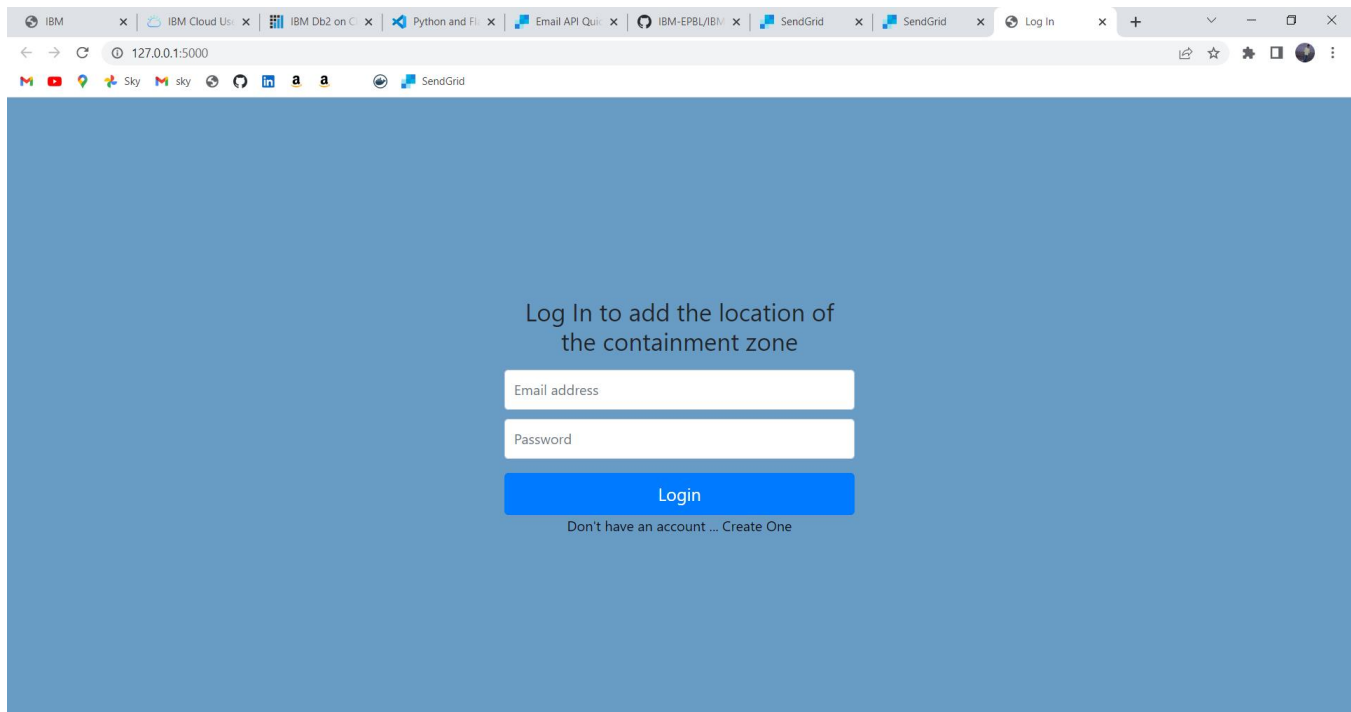 IBM
IBM Cloud Us
IBM Db2 on C
Python and Fl
Email API Quic
IBM-EPBL/IBM
SendGrid
SendGrid
Log In
127.0.0.1:5000
Sky
sky
SendGrid
Log In to add the location of
the containment zone
Email address
Password
Login
Don't have an account ... Create One